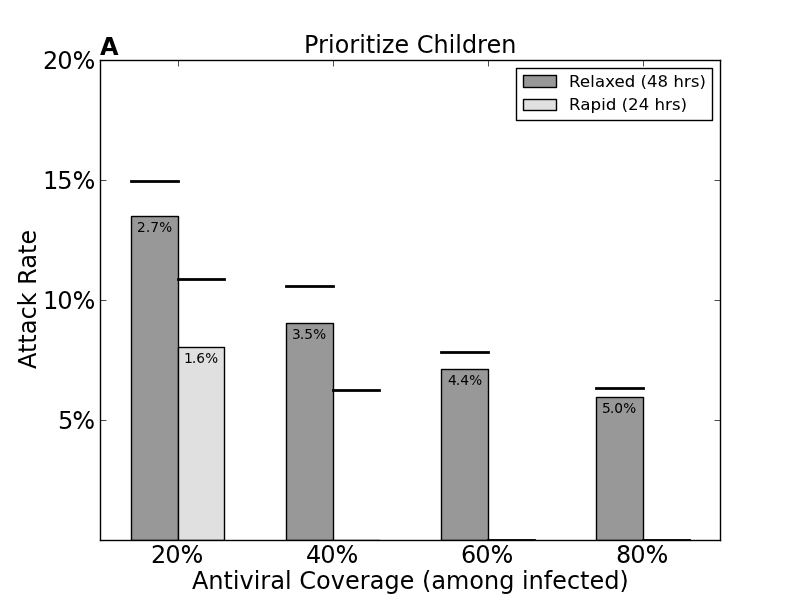 A
Prioritize Children
Relaxed (48 hrs)
Rapid (24 hrs)
20%
15%
10%
5%
Attack Rate
2.7%
1.6%
3.5%
4.4%
5.0%
20%
40%
60%
80%
Antiviral Coverage (among infected)